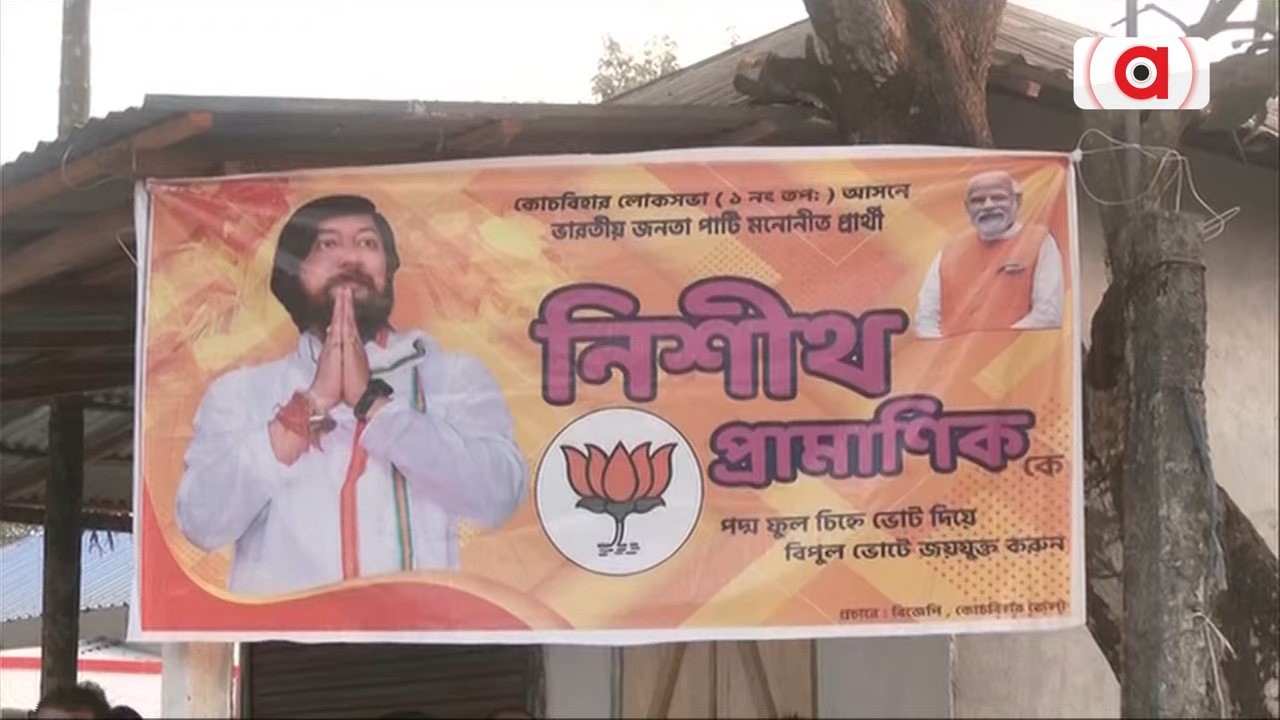 কোচবিহার লোকসভা ( ১ নং তপঃ ) আসনে
ভারতীয় জনতা পার্টি মনোনীত প্রার্থী
নিশীথ
প্রামাণিক কে
পদ্ম ফুল চিহ্নে ভোট দিয়ে
বিপুল ভোটে জয়যুক্ত করুন
প্রচারে : বিজেপি , কোচবিহার জেলা
a